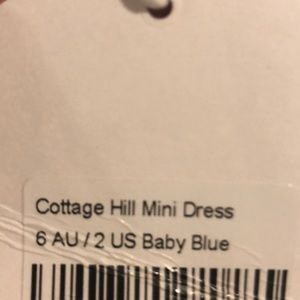 Cottage Hill Mini Dress
6 AU / 2 US Baby Blue